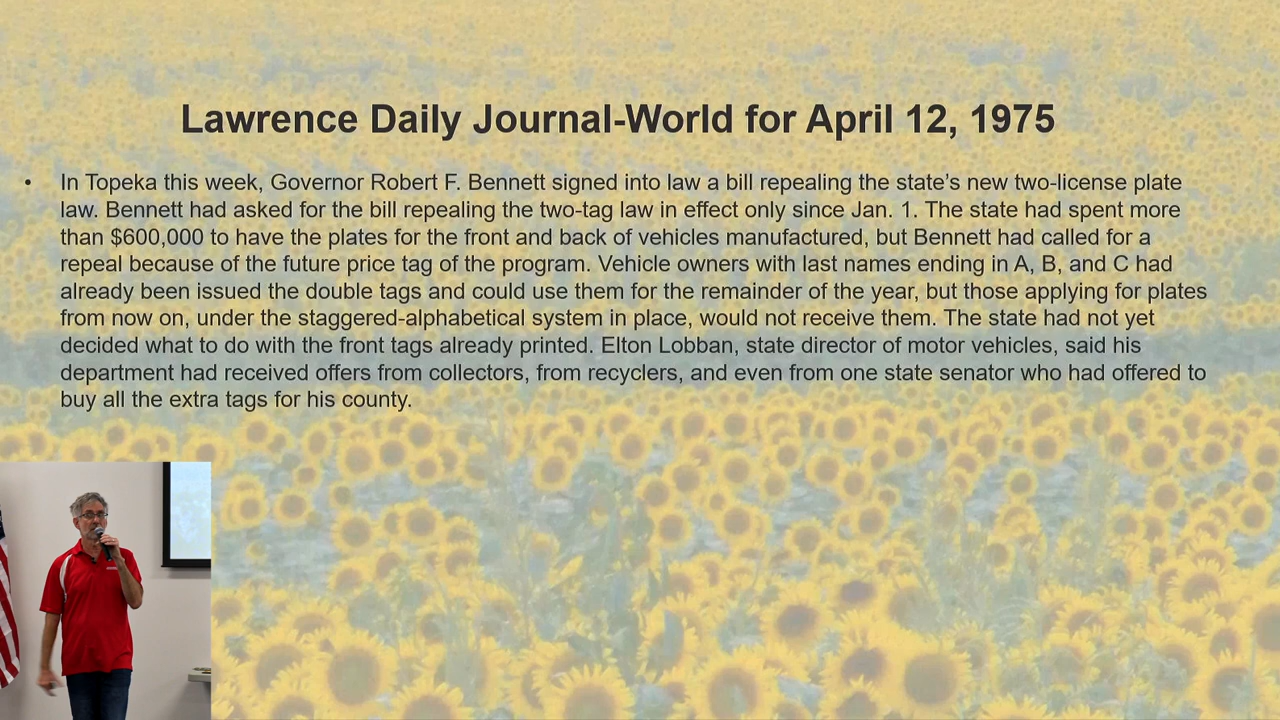 Lawrence Daily Journal-World for April 12, 1975
• In Topeka this week, Governor Robert F. Bennett signed into law a bill repealing the state’s new two-license plate
law. Bennett had asked for the bill repealing the two-tag law in effect only since Jan. 1. The state had spent more
than $600,000 to have the plates for the front and back of vehicles manufactured, but Bennett had called for a
repeal because of the future price tag of the program. Vehicle owners with last names ending in A, B, and C had
already been issued the double tags and could use them for the remainder of the year, but those applying for plates
from now on, under the staggered-alphabetical system in place, would not receive them. The state had not yet
decided what to do with the front tags already printed. Elton Lobban, state director of motor vehicles, said his
department had received offers from collectors, from recyclers, and even from one state senator who had offered to
buy all the extra tags for his county.